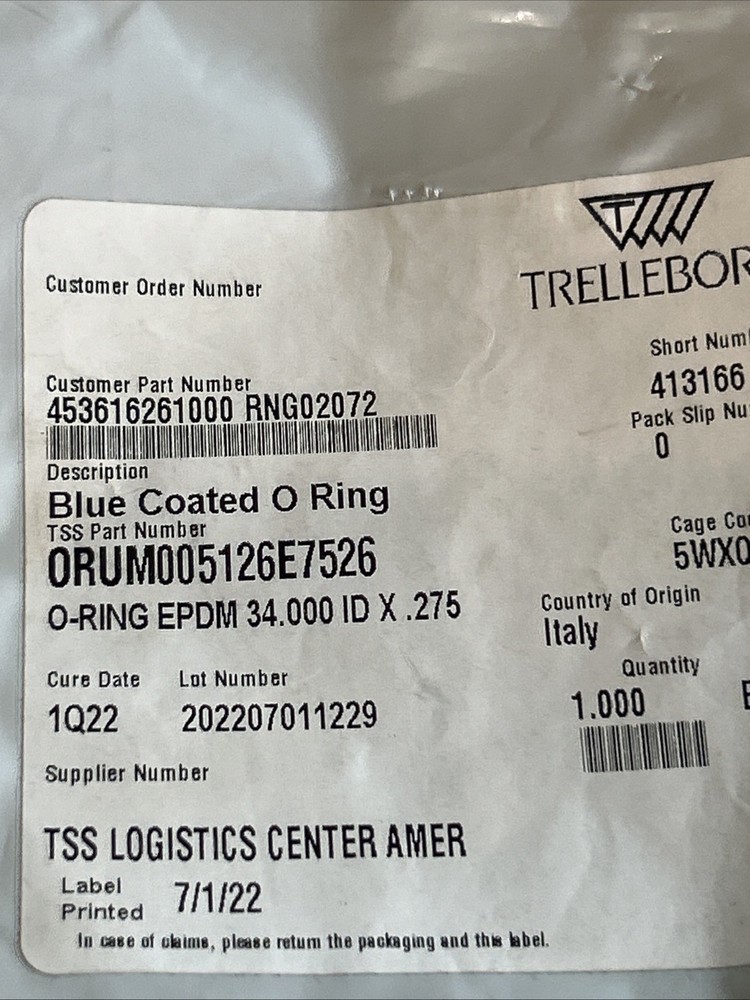 TRELLEBOR
Customer Order Number
Short Num
413166
Customer Part Number
453616261000 RNG02072
Pack Slip Nu
0
Description
Blue Coated O Ring
TSS Part Number
0RUM005126E7526
O-RING EPDM 34.000 ID X .275
Cage Co
5WX0
Country of Origin
Italy
Cure Date Lot Number
1Q22 202207011229
Quantity
1.000
Supplier Number
TSS LOGISTICS CENTER AMER
Label
Printed 7/1/22
In case of claims, please return the packaging and this label.